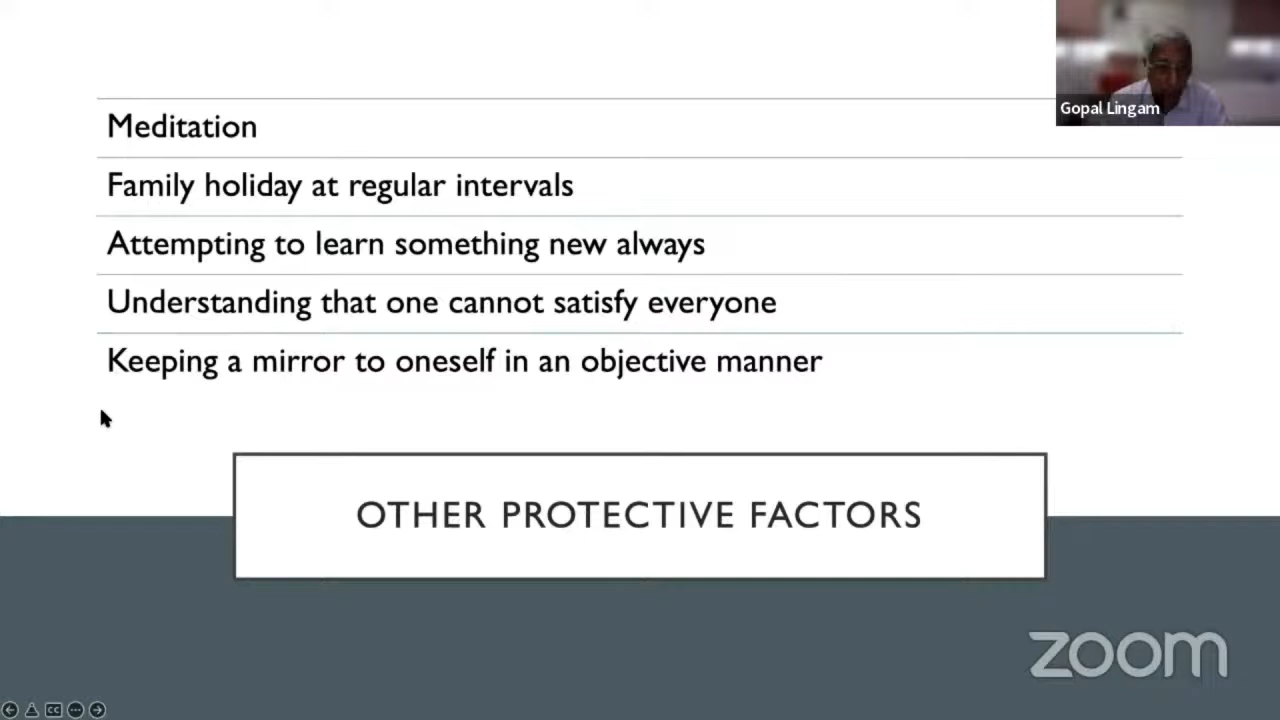 Meditation
Family holiday at regular intervals
Attempting to learn something new always
Understanding that one cannot satisfy everyone
Keeping a mirror to oneself in an objective manner
OTHER PROTECTIVE FACTORS
Gopal Lingam
zoom
CC